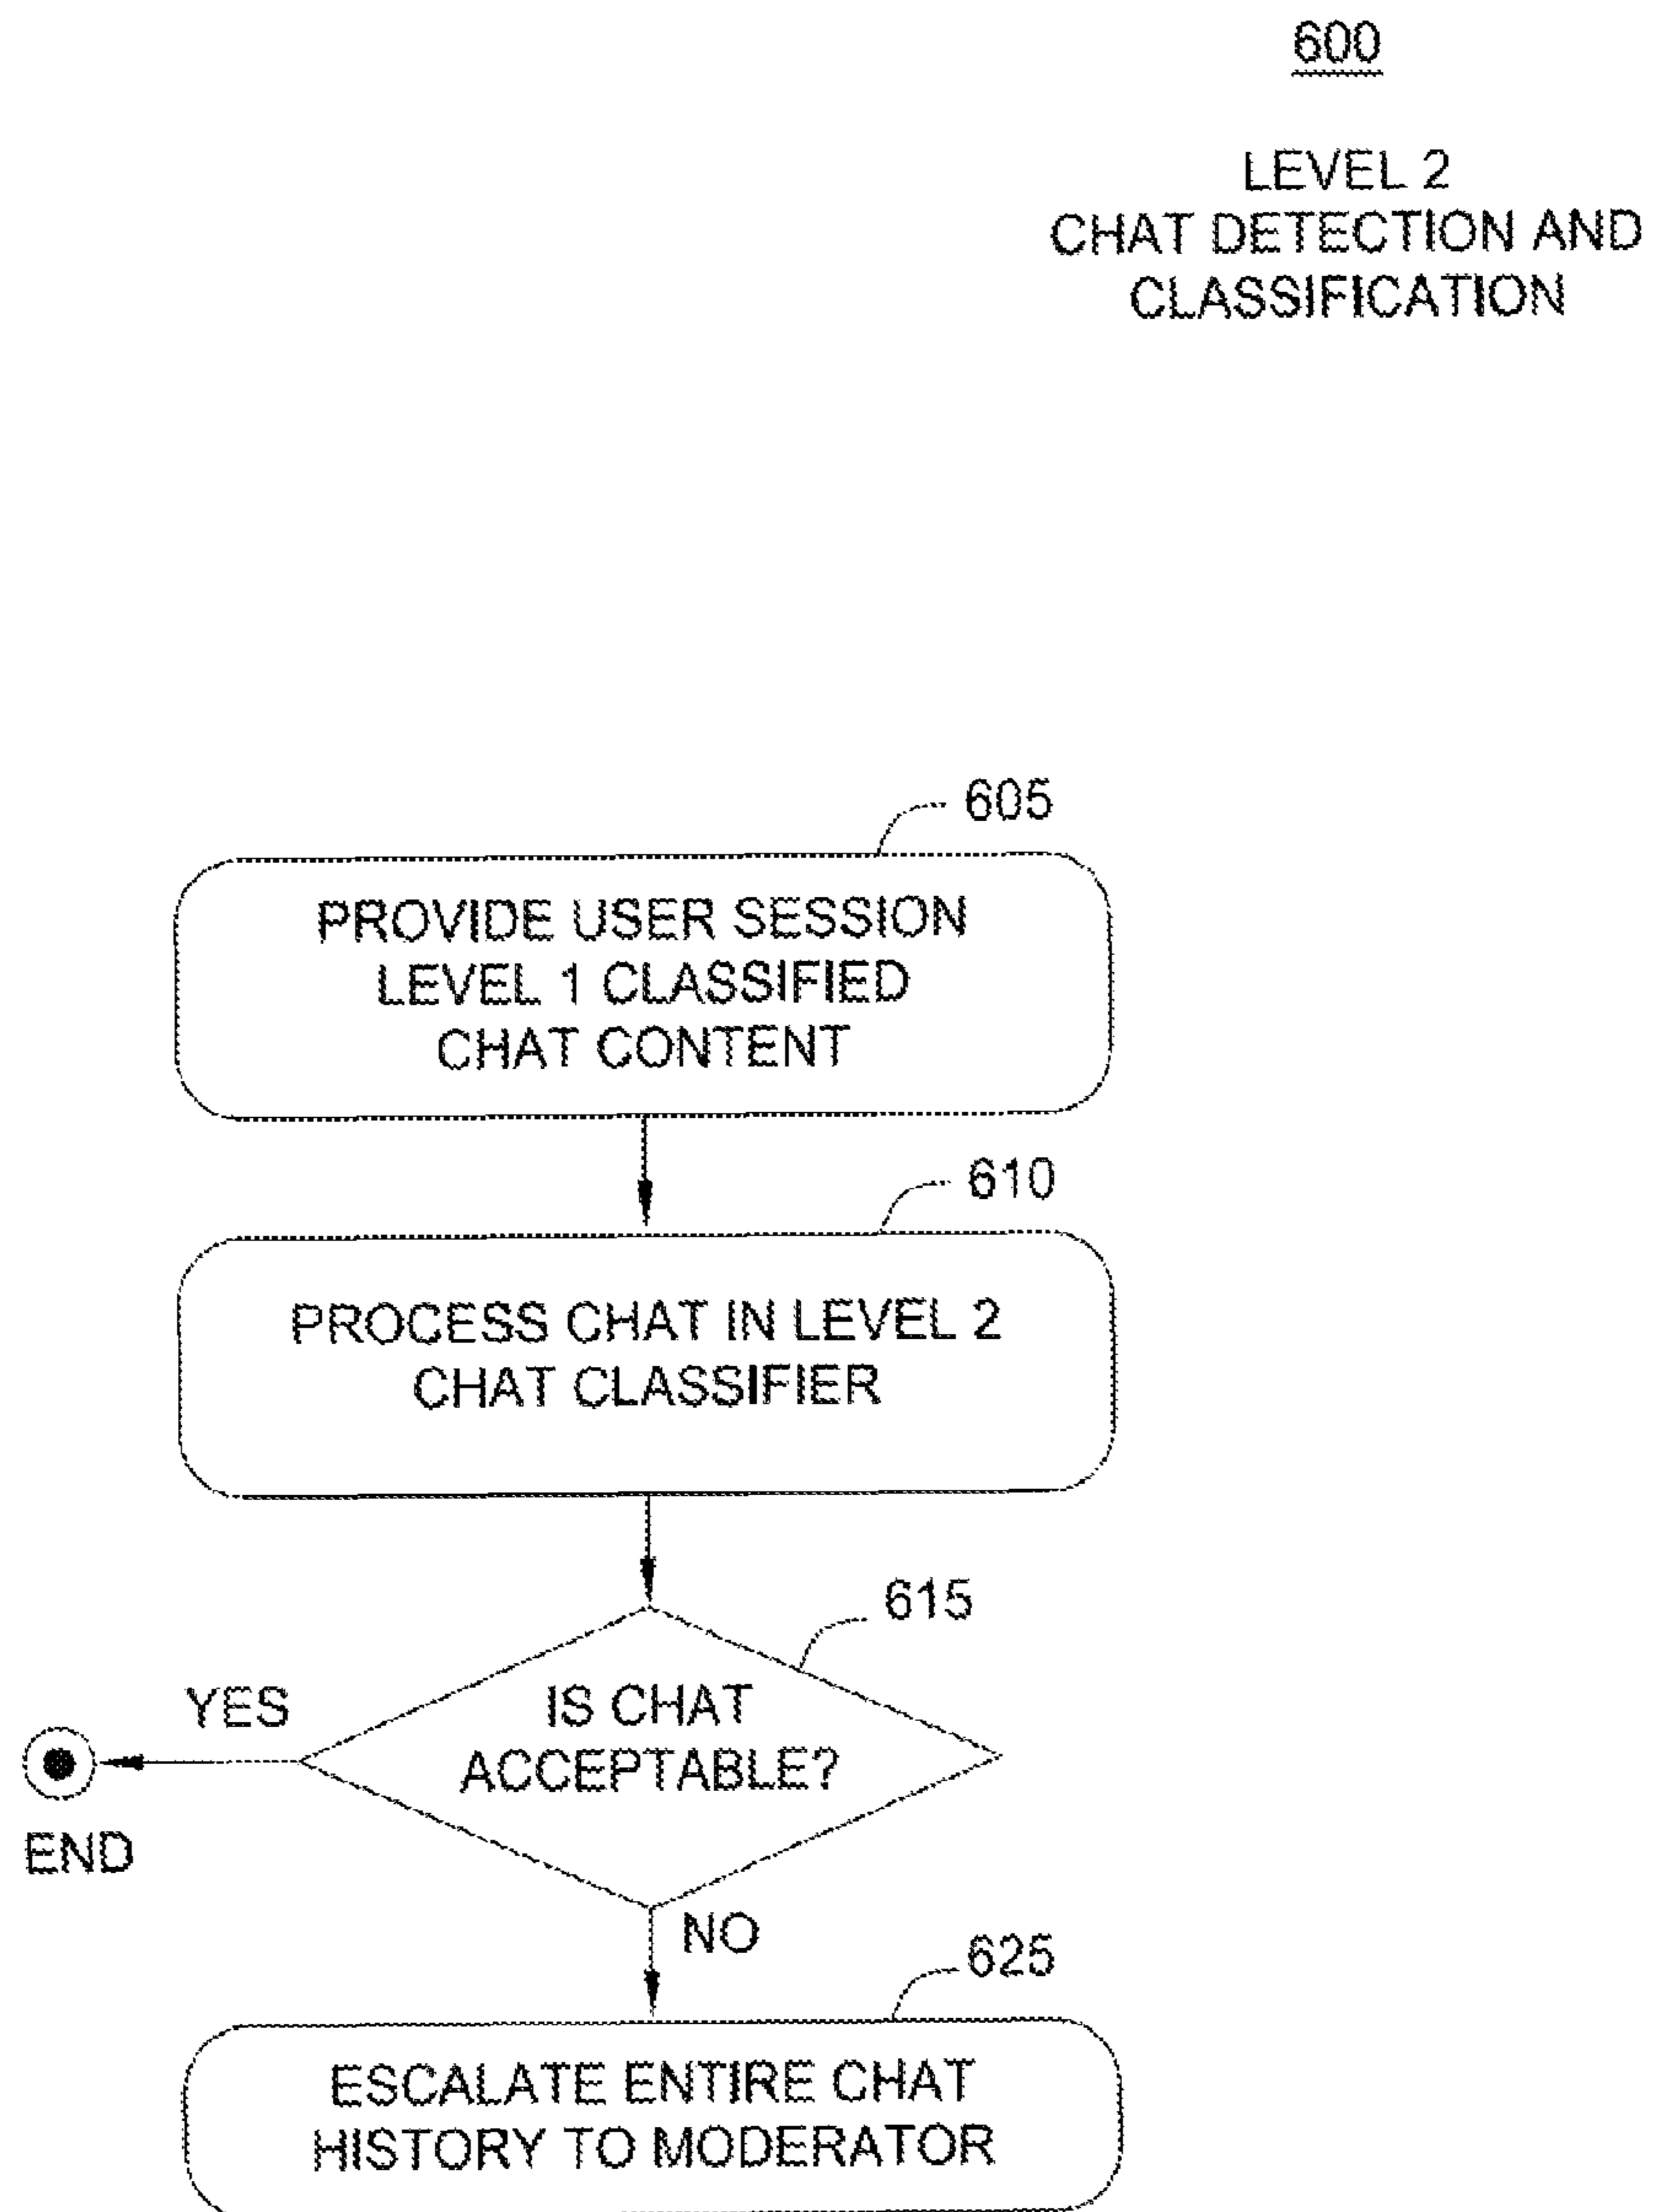 600
LEVEL 2
CHAT DETECTION AND
CLASSIFICATION
605
PROVIDE USER SESSION
LEVEL 1 CLASSIFIED
CHAT CONTENT
610
PROCESS CHAT IN LEVEL 2
CHAT CLASSIFIER
615
IS CHAT
ACCEPTABLE?
YES
END
NO
625
ESCALATE ENTIRE CHAT
HISTORY TO MODERATOR